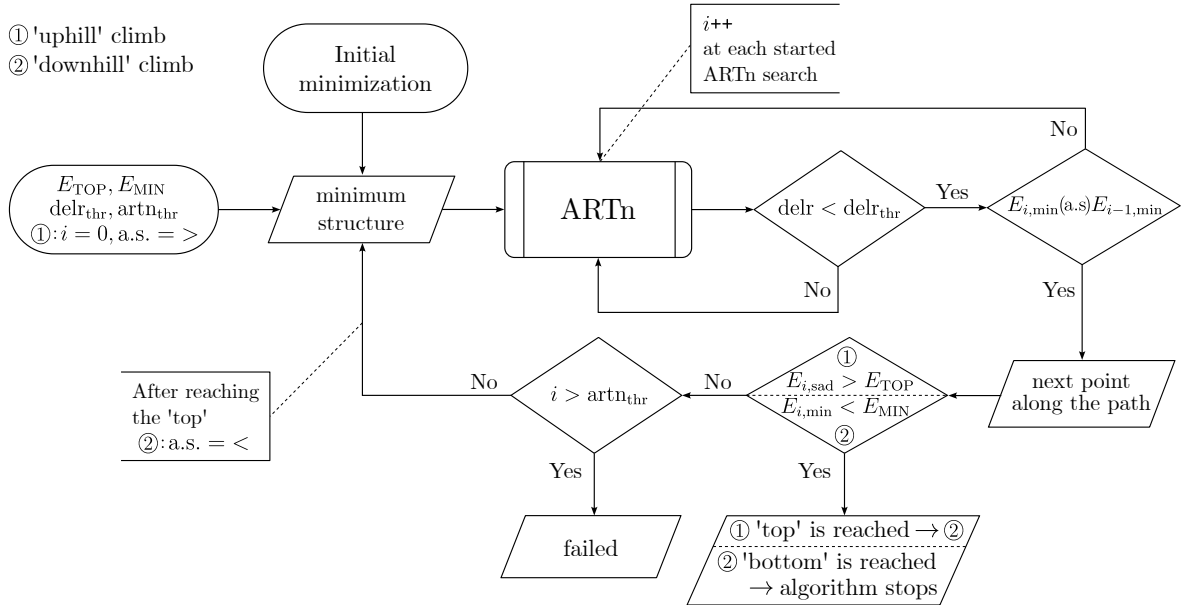 ① 'uphill' climb
② 'downhill' climb
Initial
minimization
i++
at each started
ARTn search
E_TOP, E_MIN
delr_thr, artn_thr
①: i = 0, a.s. = >
minimum
structure
ARTn
delr < delr_thr
Yes
No
E_i,min(a.s)E_i−1,min
No
Yes
next point
along the path
①
E_i,sad > E_TOP
E_i,min < E_MIN
②
No
Yes
i > artn_thr
No
Yes
After reaching
the 'top'
②: a.s. = <
failed
① 'top' is reached → ②
② 'bottom' is reached
→ algorithm stops